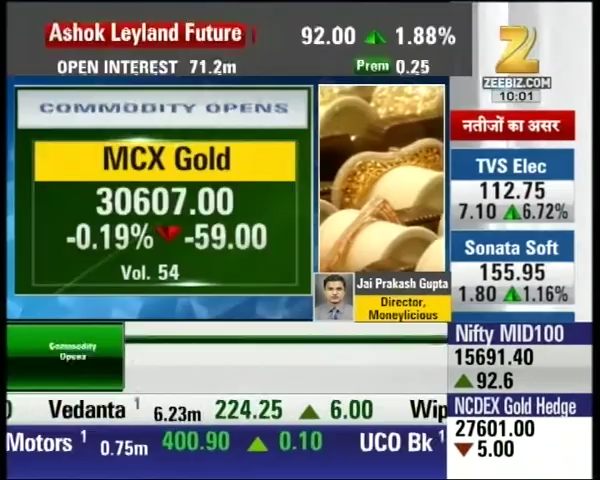 Ashok Leyland Future
92.00 1.88%
OPEN INTEREST 71.2m
Prem 0.25
ZEEBIZ.COM
10:01
COMMODITY OPENS
MCX Gold
30607.00
-0.19% -59.00
Vol. 54
नतीजों का असर
TVS Elec
112.75
7.10 6.72%
Sonata Soft
155.95
1.80 1.16%
Jai Prakash Gupta
Director,
Moneylicious
Commodity
Opens
Nifty MID100
15691.40
92.6
NCDEX Gold Hedge
27601.00
5.00
Vedanta 1 6.23m 224.25 6.00 Wip
Motors 1 0.75m 400.90 0.10 UCO Bk 1